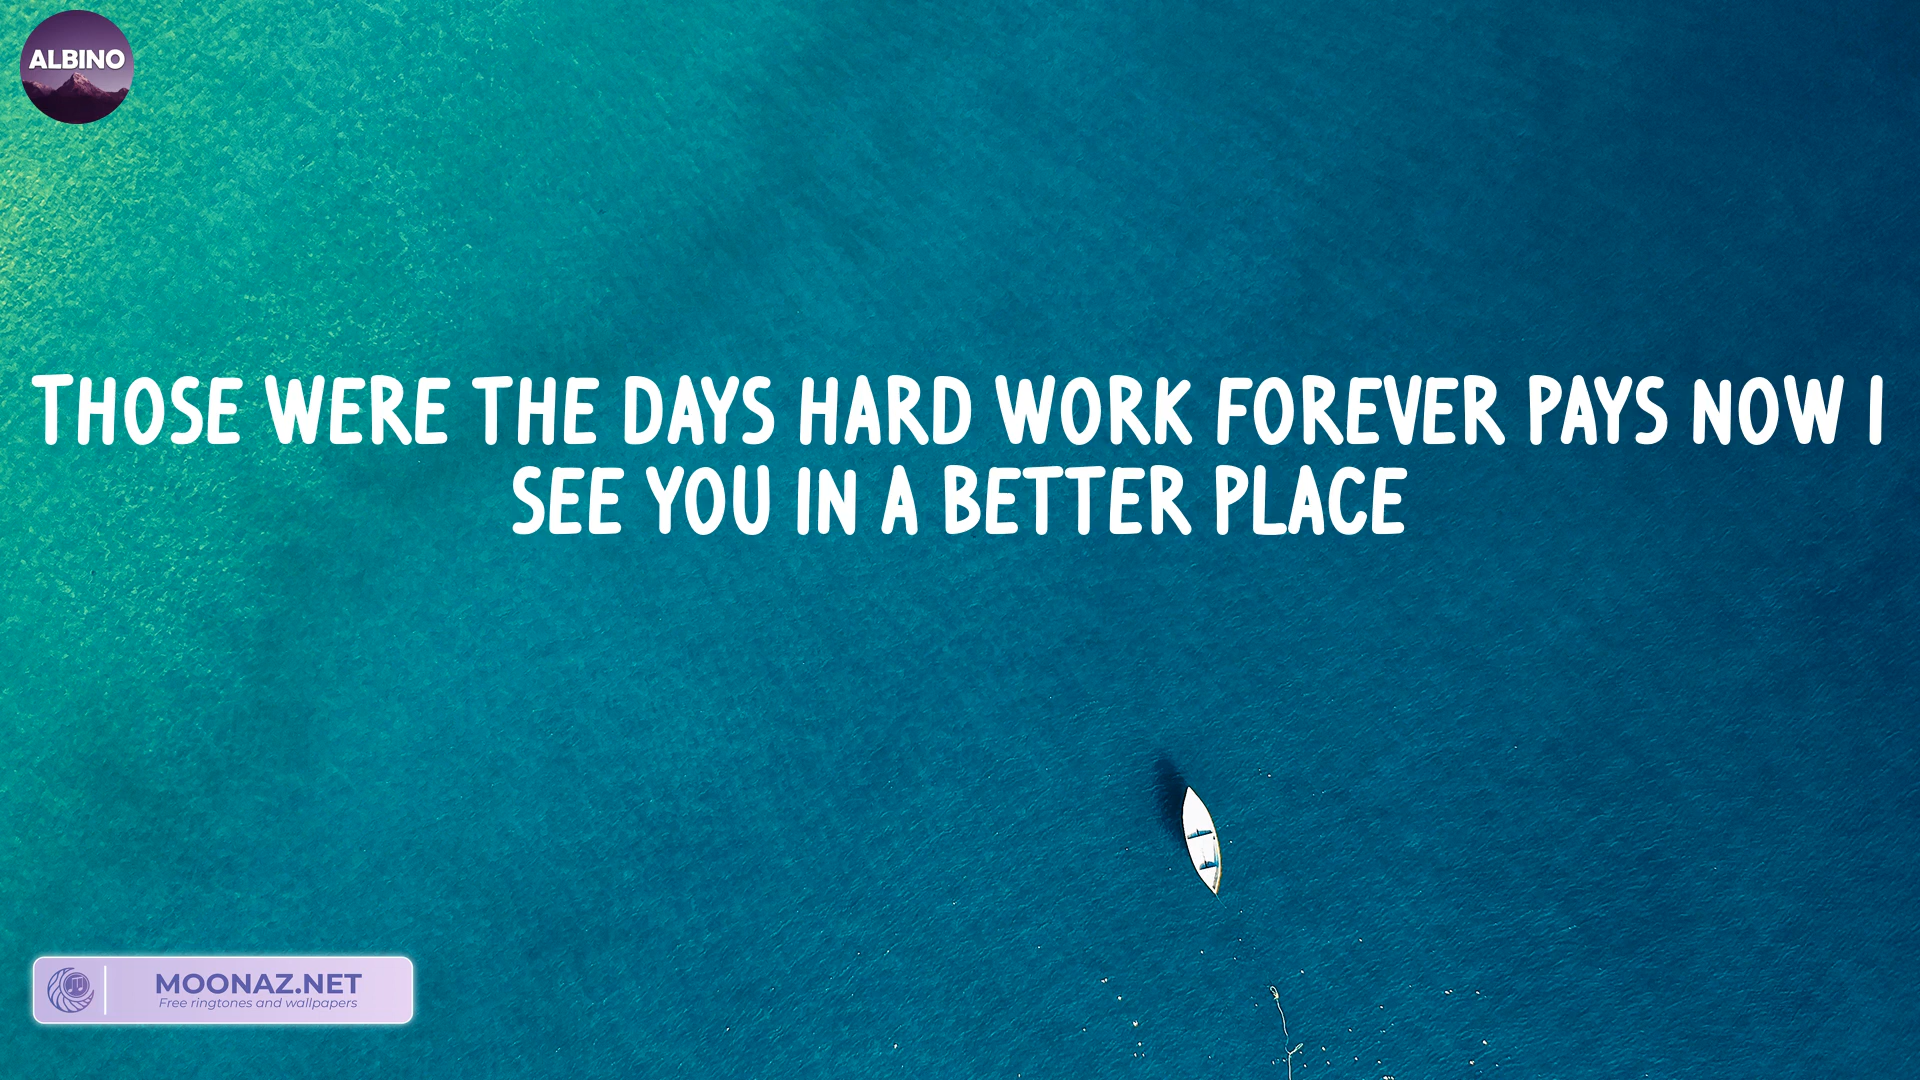 ALBINO
THOSE WERE THE DAYS HARD WORK FOREVER PAYS NOW I
SEE YOU IN A BETTER PLACE
MOONAZ.NET
Free ringtones and wallpapers